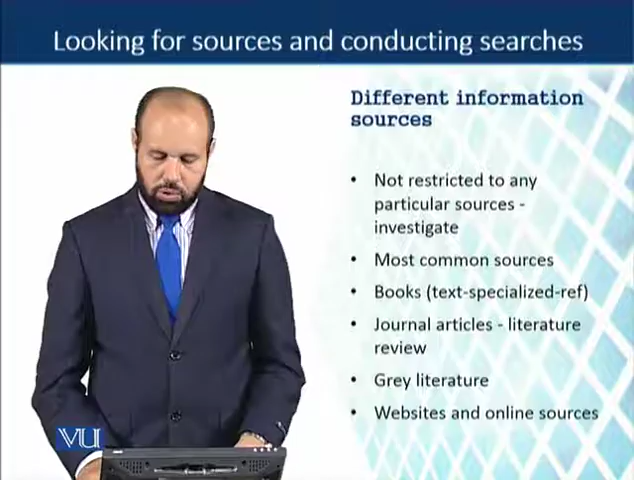 Looking for sources and conducting searches
Different information
sources
• Not restricted to any
particular sources -
investigate
• Most common sources
• Books (text-specialized-ref)
• Journal articles - literature
review
• Grey literature
• Websites and online sources
VU